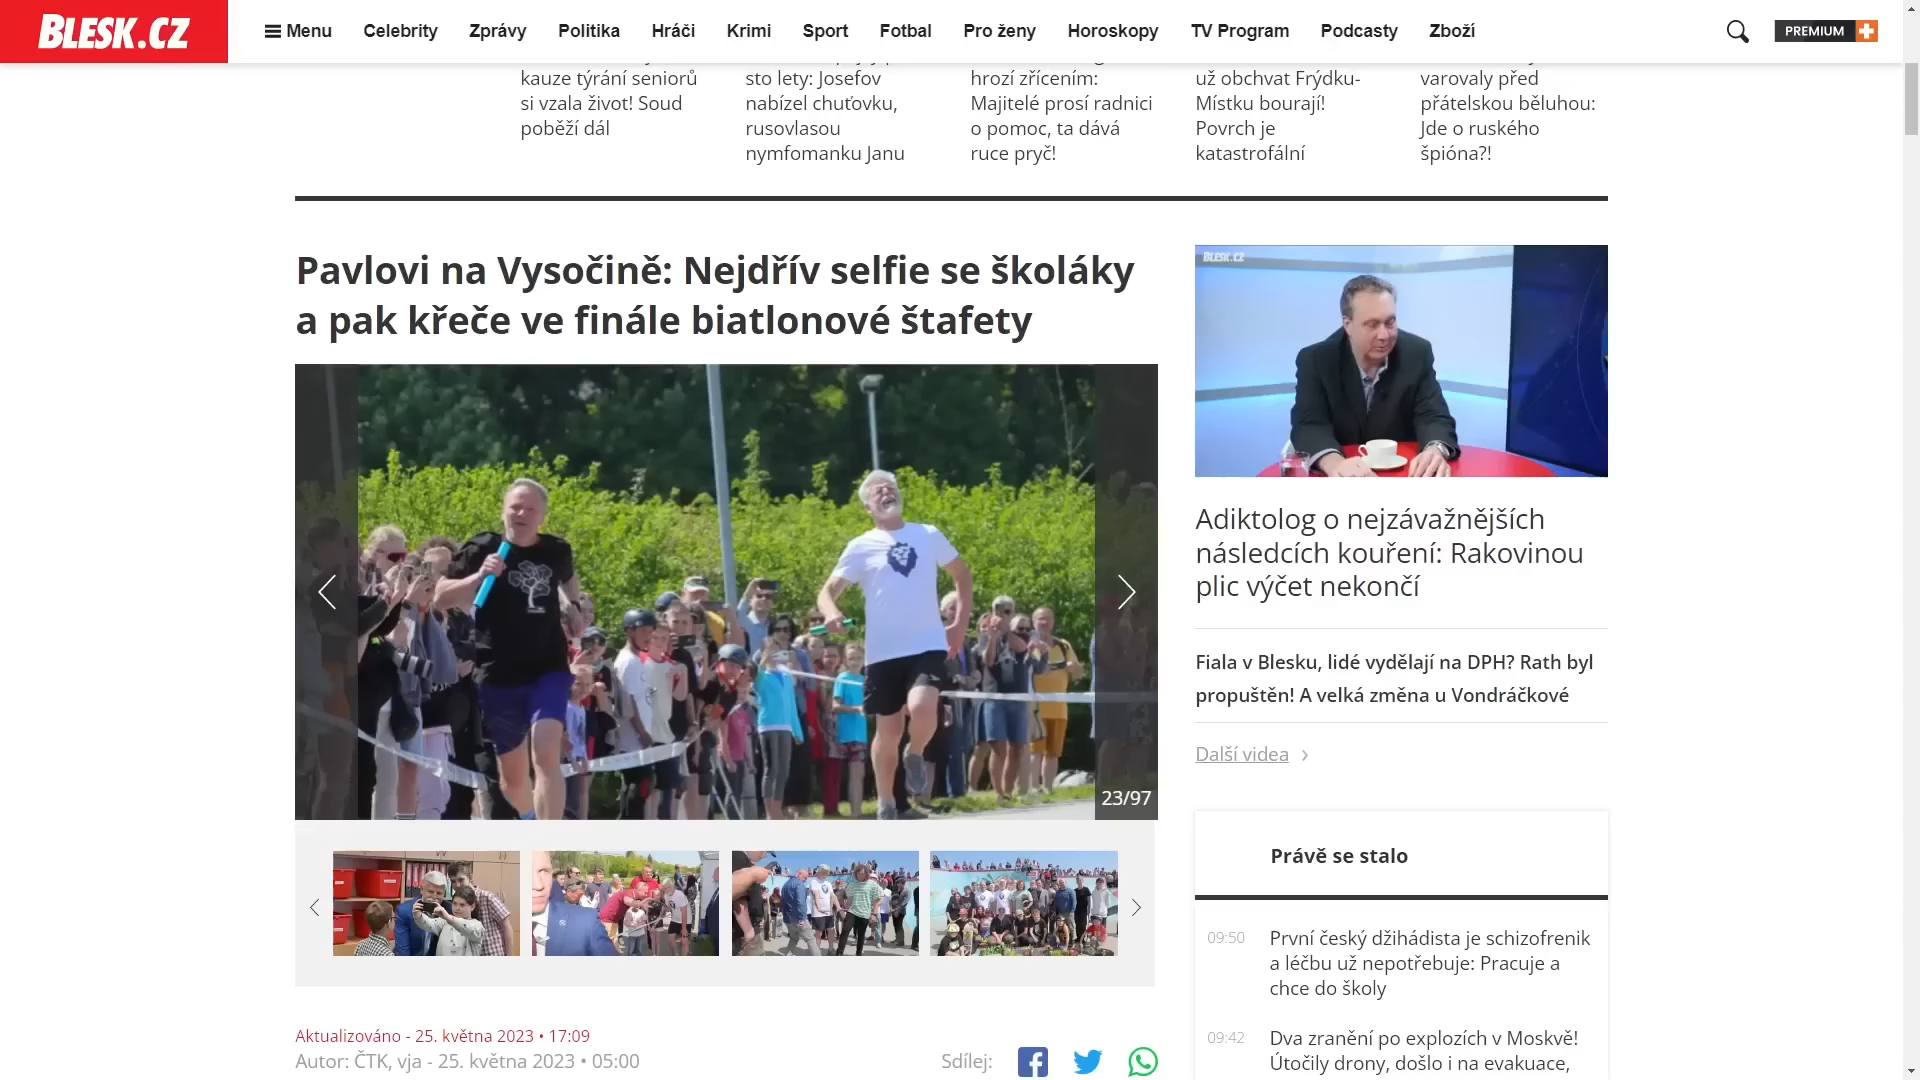 BLESK.CZ
Menu Celebrity Zprávy Politika Hráči Krimi Sport Fotbal Pro ženy Horoskopy TV Program Podcasty Zboží PREMIUM
kauze týrání seniorů
si vzala život! Soud
poběží dál
sto lety: Josefov
nabízel chuťovku,
rusovlasou
nymfomanku Janu
hrozí zřícením:
Majitelé prosí radnici
o pomoc, ta dává
ruce pryč!
už obchvat Frýdku-
Místku bourají!
Povrch je
katastrofální
varovaly před
přátelskou běluhou:
Jde o ruského
špióna?!
Pavlovi na Vysočině: Nejdřív selfie se školáky
a pak křeče ve finále biatlonové štafety
23/97
Aktualizováno - 25. května 2023 • 17:09
Autor: ČTK, vja - 25. května 2023 • 05:00
Sdílej:
BLESK.CZ
Adiktolog o nejzávažnějších
následcích kouření: Rakovinou
plic výčet nekončí
Fiala v Blesku, lidé vydělají na DPH? Rath byl
propuštěn! A velká změna u Vondráčkové
Další videa
Právě se stalo
09:50 První český džihádista je schizofrenik
a léčbu už nepotřebuje: Pracuje a
chce do školy
09:42 Dva zranění po explozích v Moskvě!
Útočily drony, došlo i na evakuace,